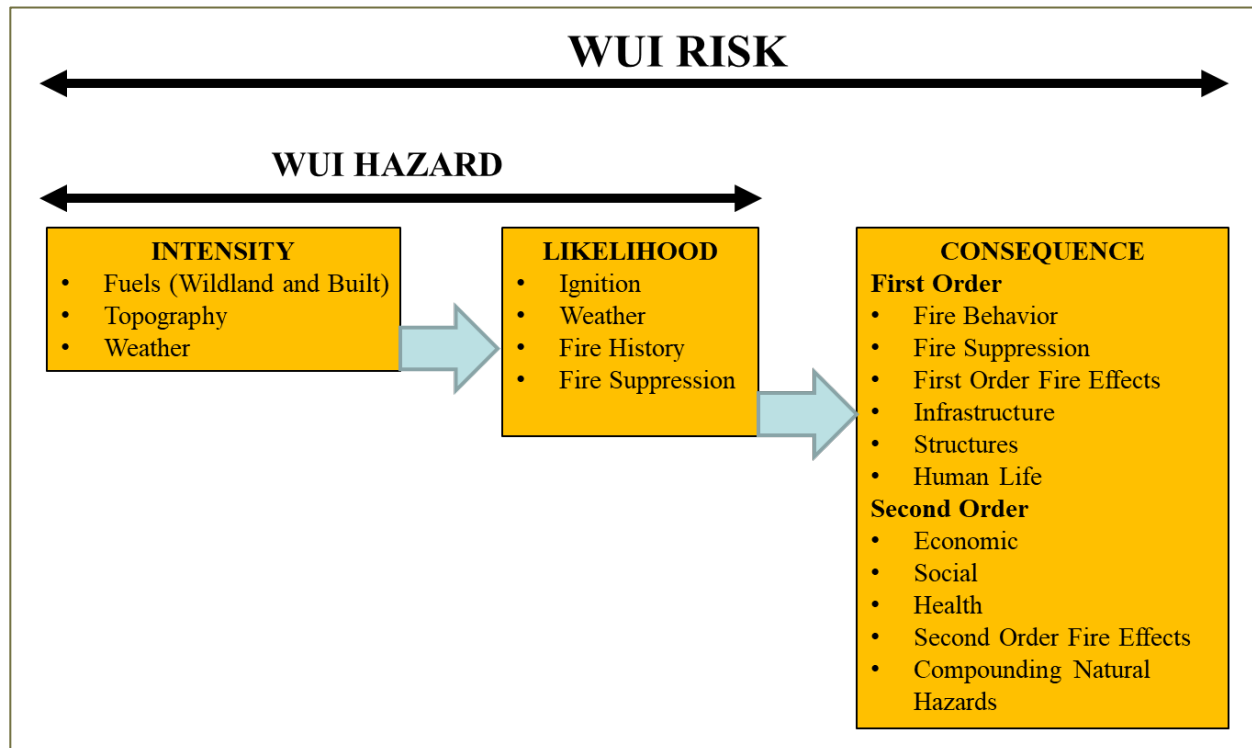 WUI RISK
WUI HAZARD
INTENSITY
• Fuels (Wildland and Built)
• Topography
• Weather
LIKELIHOOD
• Ignition
• Weather
• Fire History
• Fire Suppression
CONSEQUENCE
First Order
• Fire Behavior
• Fire Suppression
• First Order Fire Effects
• Infrastructure
• Structures
• Human Life
Second Order
• Economic
• Social
• Health
• Second Order Fire Effects
• Compounding Natural
Hazards